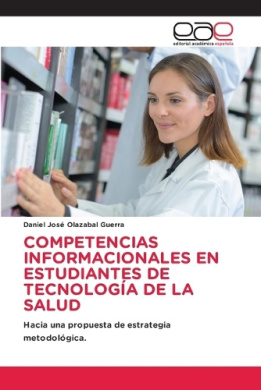 eae
editorial académica española
Daniel José Olazabal Guerra
COMPETENCIAS
INFORMACIONALES EN
ESTUDIANTES DE
TECNOLOGÍA DE LA
SALUD
Hacia una propuesta de estrategia
metodológica.